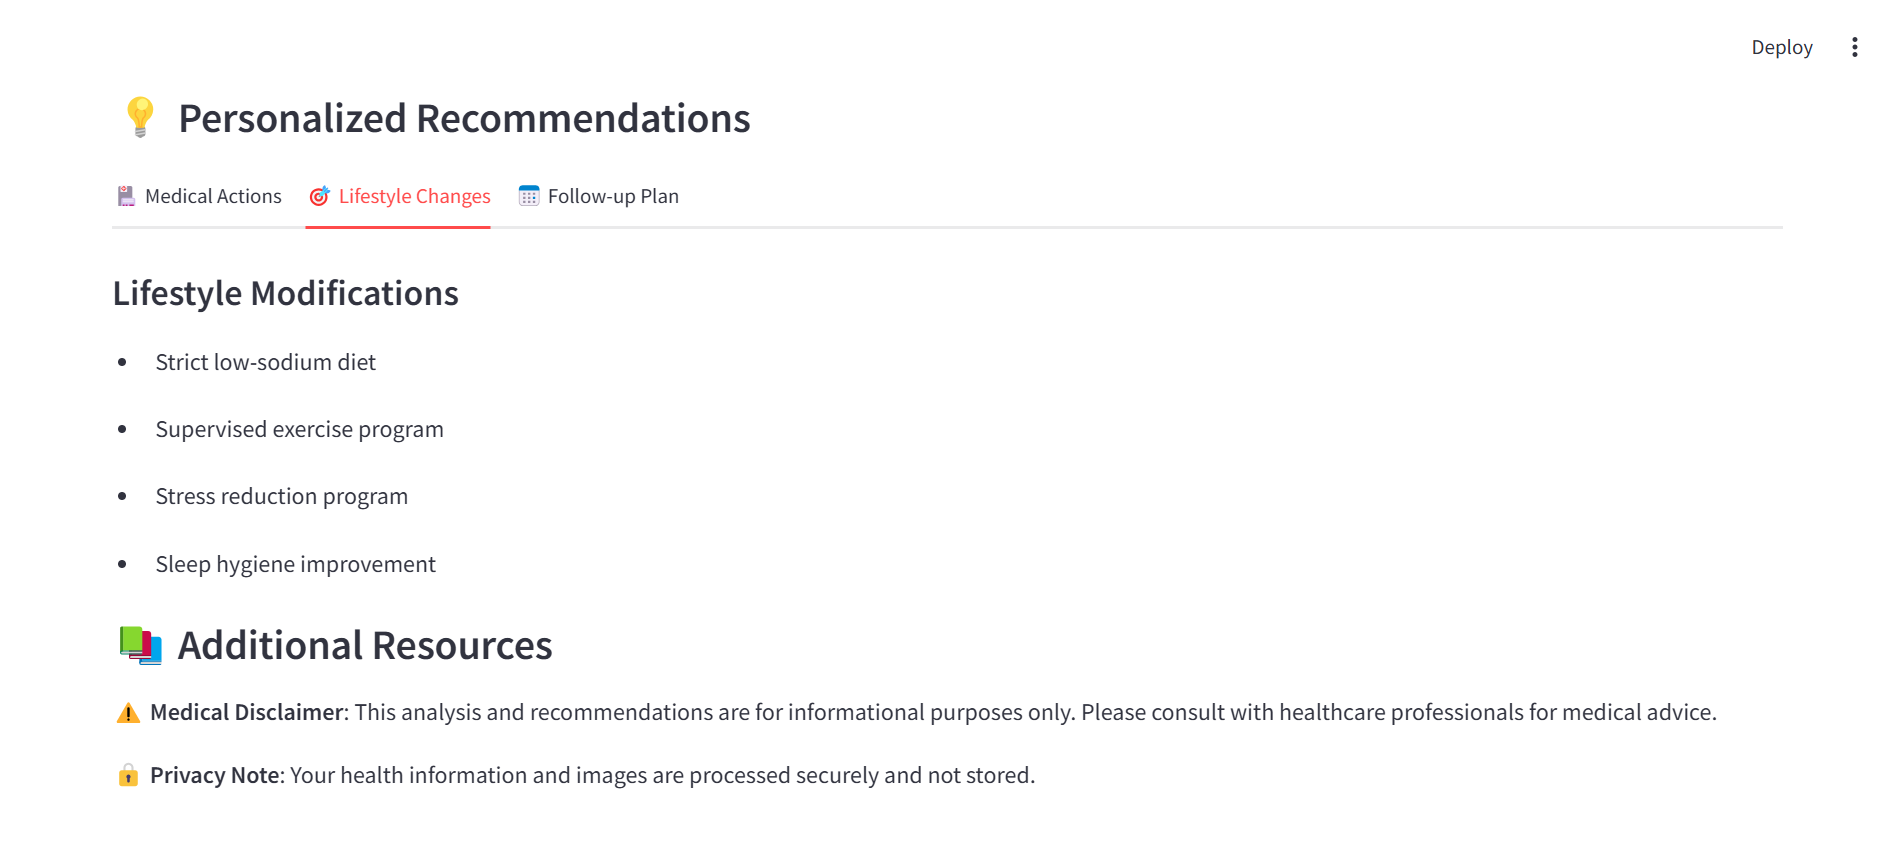 Deploy
Personalized Recommendations
Medical Actions
Lifestyle Changes
Follow-up Plan
Lifestyle Modifications
• Strict low-sodium diet
• Supervised exercise program
• Stress reduction program
• Sleep hygiene improvement
Additional Resources
Medical Disclaimer: This analysis and recommendations are for informational purposes only. Please consult with healthcare professionals for medical advice.
Privacy Note: Your health information and images are processed securely and not stored.